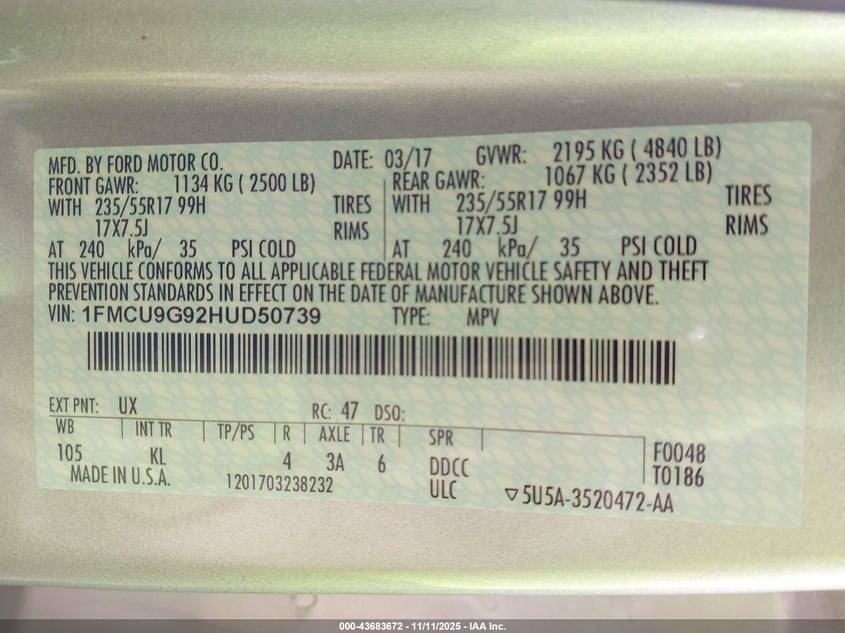 MFD. BY FORD MOTOR CO. DATE: 03/17 GVWR: 2195 KG ( 4840 LB)
FRONT GAWR: 1134 KG ( 2500 LB) REAR GAWR: 1067 KG ( 2352 LB)
WITH 235/55R17 99H TIRES WITH 235/55R17 99H TIRES
17X7.5J RIMS 17X7.5J RIMS
AT 240 kPa/ 35 PSI COLD AT 240 kPa/ 35 PSI COLD
THIS VEHICLE CONFORMS TO ALL APPLICABLE FEDERAL MOTOR VEHICLE SAFETY AND THEFT
PREVENTION STANDARDS IN EFFECT ON THE DATE OF MANUFACTURE SHOWN ABOVE.
VIN: 1FMCU9G92HUD50739 TYPE: MPV
EXT PNT: UX RC: 47 DSO:
WB INT TR TP/PS R AXLE TR SPR
105 KL 4 3A 6 DDCC F0048
MADE IN U.S.A. 1201703238232 ULC T0186
▽5U5A-3520472-AA
000-43683672 - 11/11/2025 - IAA Inc.